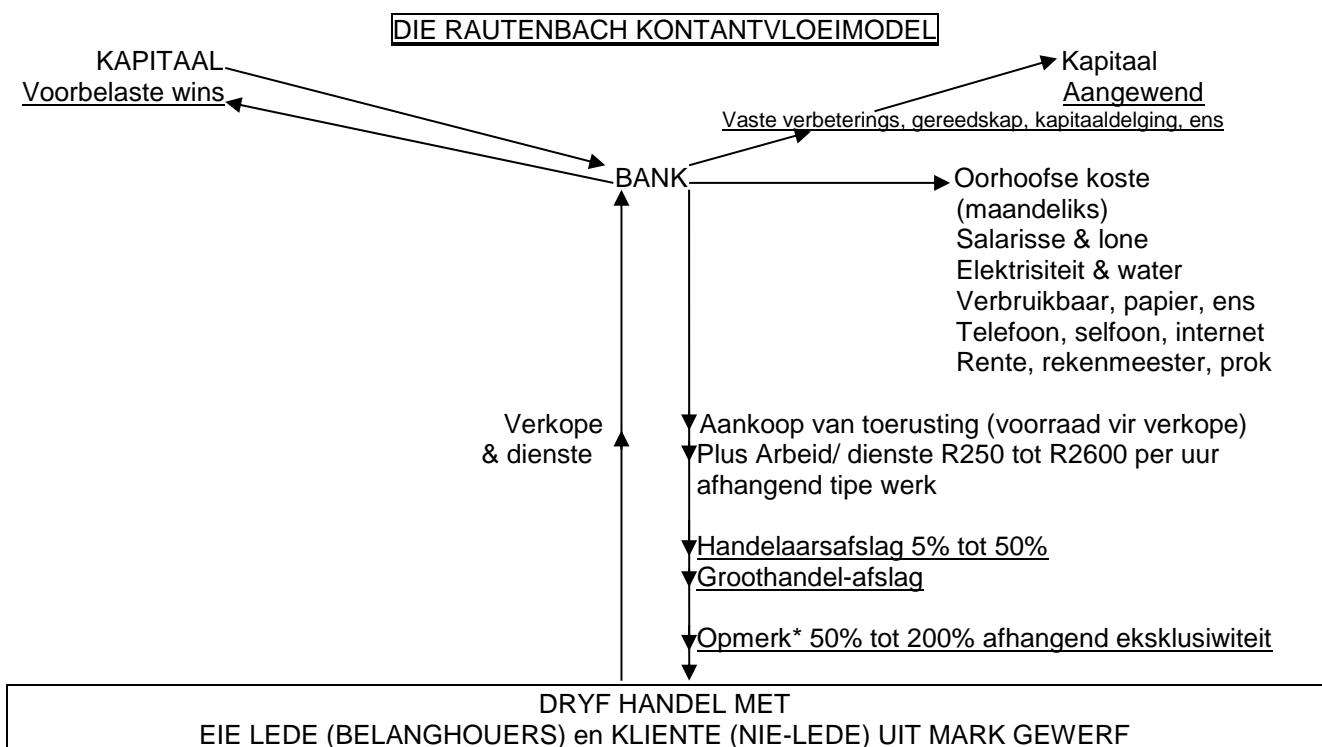 DIE RAUTENBACH KONTANTVLOEIMODEL
KAPITAAL
Voorbelaste wins
Kapitaal
Aangewend
Vaste verbeterings, gereedskap, kapitaaldelging, ens
BANK
Oorhoofse koste
(maandeliks)
Salarisse & lone
Elektrisiteit & water
Verbruikbaar, papier, ens
Telefoon, selfoon, internet
Rente, rekenmeester, prok
Verkope
& dienste
Aankoop van toerusting (voorraad vir verkope)
Plus Arbeid/ dienste R250 tot R2600 per uur
afhangend tipe werk
Handelaarsafslag 5% tot 50%
Groothandel-afslag
Opmerk* 50% tot 200% afhangend eksklusiwiteit
DRYF HANDEL MET
EIE LEDE (BELANGHOUERS) en KLIENTE (NIE-LEDE) UIT MARK GEWERF